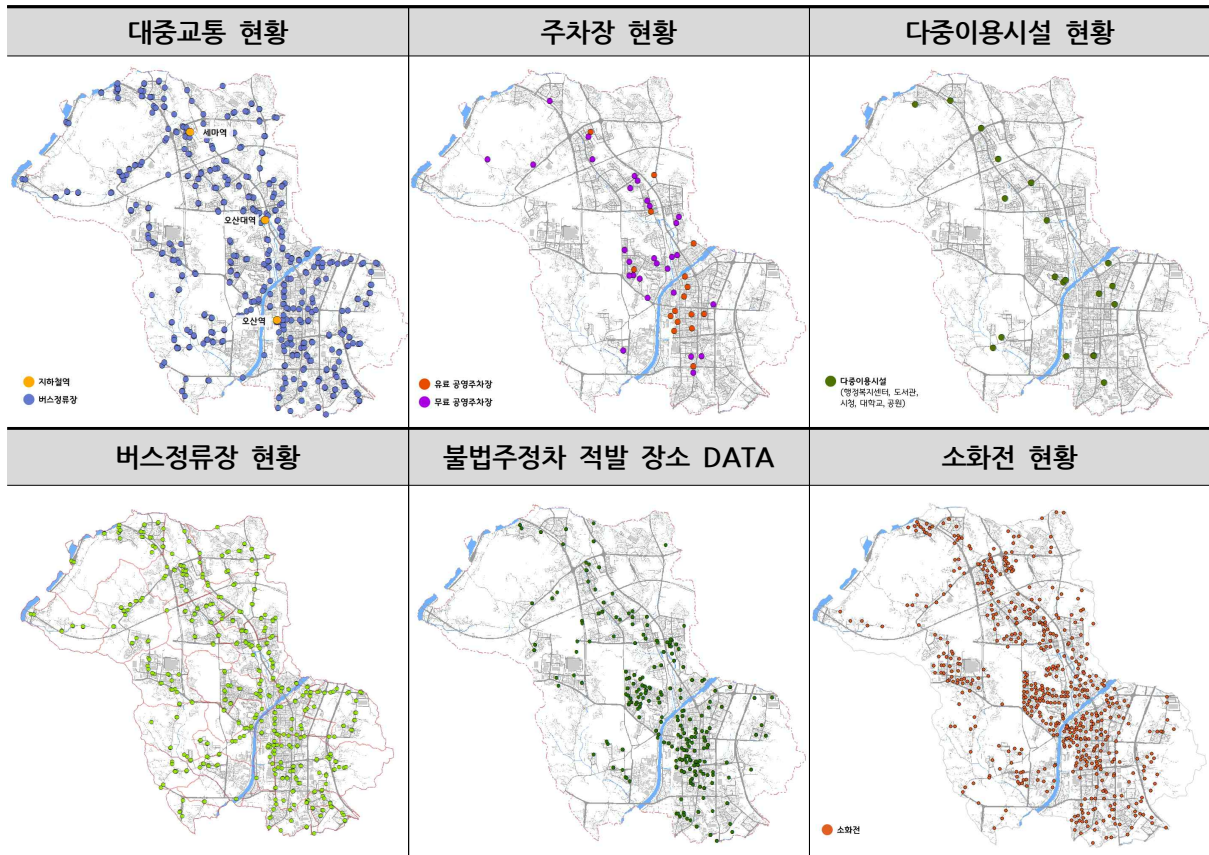 대중교통 현황
주차장 현황
다중이용시설 현황
세마역
오산대역
오산역
지하철역
버스정류장
유료 공영주차장
무료 공영주차장
다중이용시설
(행정복지센터, 도서관,
시청, 대학교, 공원)
버스정류장 현황
불법주정차 적발 장소 DATA
소화전 현황
소화전